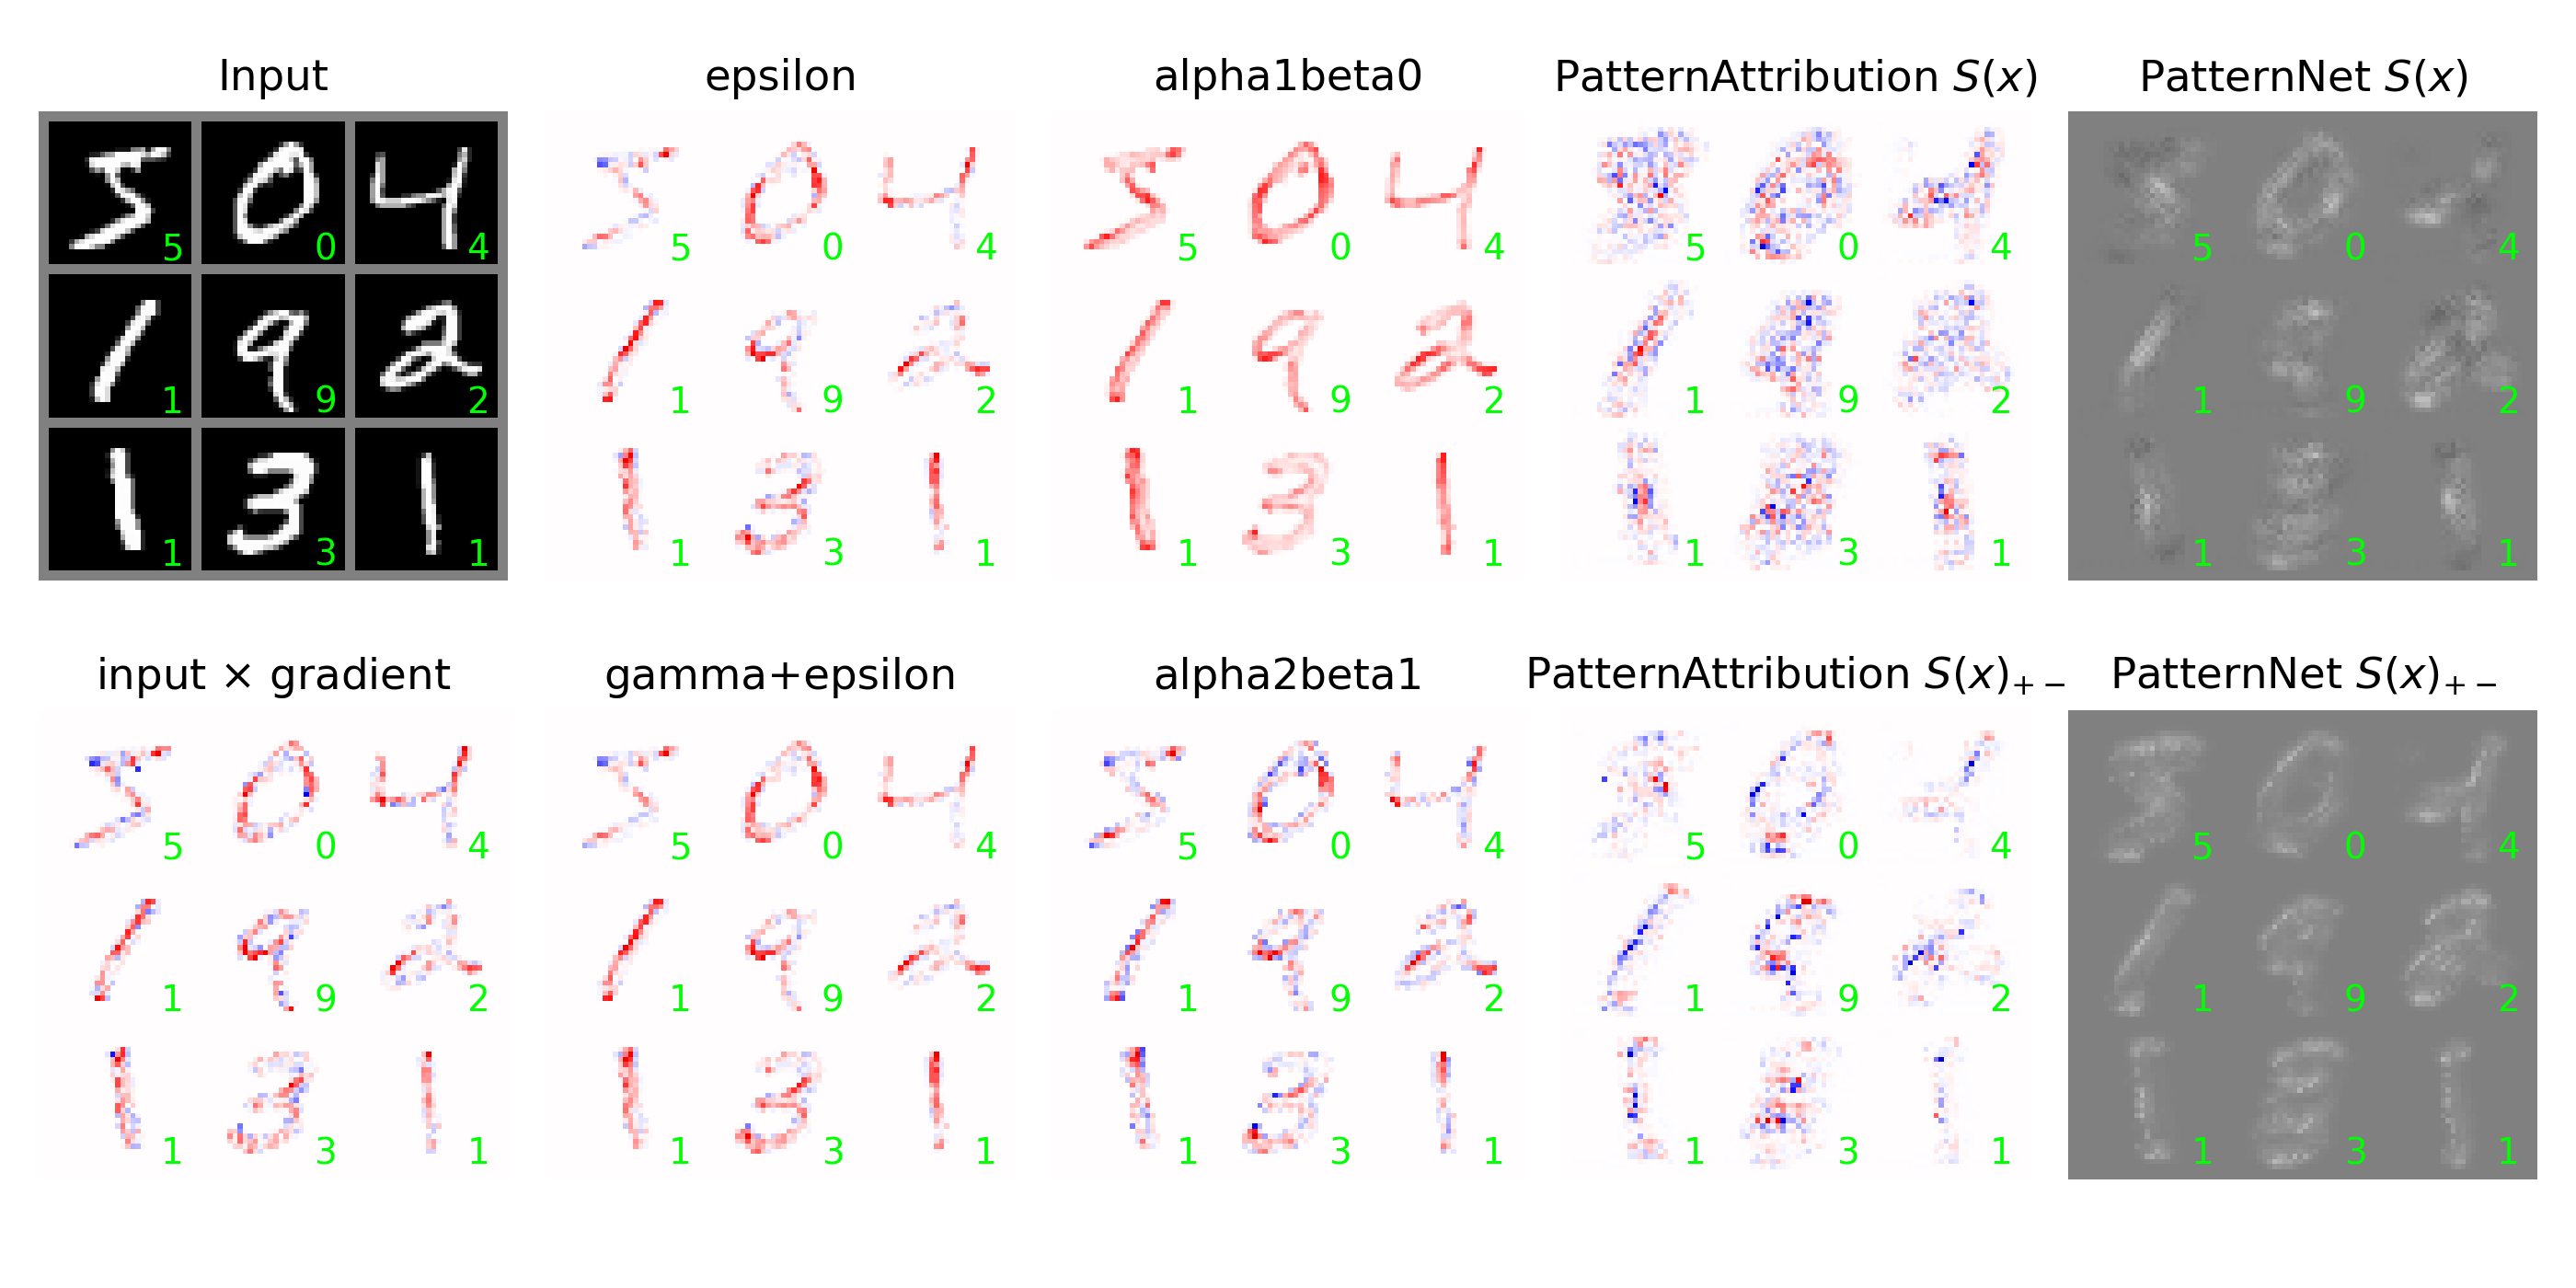 Input
5 0 4
1 9 2
1 3 1
epsilon
5 0 4
1 9 2
1 3 1
alpha1beta0
5 0 4
1 9 2
1 3 1
PatternAttribution S(x)
5 0 4
1 9 2
1 3 1
PatternNet S(x)
5 0 4
1 9 2
1 3 1
input × gradient
5 0 4
1 9 2
1 3 1
gamma+epsilon
5 0 4
1 9 2
1 3 1
alpha2beta1
5 0 4
1 9 2
1 3 1
PatternAttribution S(x)₊₋
5 0 4
1 9 2
1 3 1
PatternNet S(x)₊₋
5 0 4
1 9 2
1 3 1